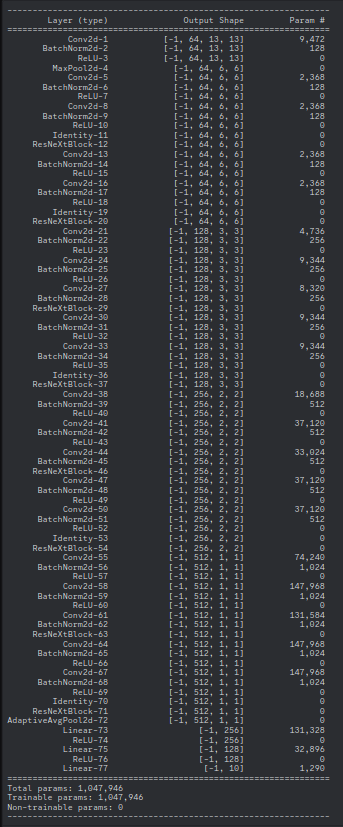 ----------------------------------------------------------------
Layer (type) Output Shape Param #
================================================================
Conv2d-1 [-1, 64, 13, 13] 9,472
BatchNorm2d-2 [-1, 64, 13, 13] 128
ReLU-3 [-1, 64, 13, 13] 0
MaxPool2d-4 [-1, 64, 6, 6] 0
Conv2d-5 [-1, 64, 6, 6] 2,368
BatchNorm2d-6 [-1, 64, 6, 6] 128
ReLU-7 [-1, 64, 6, 6] 0
Conv2d-8 [-1, 64, 6, 6] 2,368
BatchNorm2d-9 [-1, 64, 6, 6] 128
ReLU-10 [-1, 64, 6, 6] 0
Identity-11 [-1, 64, 6, 6] 0
ResNeXtBlock-12 [-1, 64, 6, 6] 0
Conv2d-13 [-1, 64, 6, 6] 2,368
BatchNorm2d-14 [-1, 64, 6, 6] 128
ReLU-15 [-1, 64, 6, 6] 0
Conv2d-16 [-1, 64, 6, 6] 2,368
BatchNorm2d-17 [-1, 64, 6, 6] 128
ReLU-18 [-1, 64, 6, 6] 0
Identity-19 [-1, 64, 6, 6] 0
ResNeXtBlock-20 [-1, 64, 6, 6] 0
Conv2d-21 [-1, 128, 3, 3] 4,736
BatchNorm2d-22 [-1, 128, 3, 3] 256
ReLU-23 [-1, 128, 3, 3] 0
Conv2d-24 [-1, 128, 3, 3] 9,344
BatchNorm2d-25 [-1, 128, 3, 3] 256
ReLU-26 [-1, 128, 3, 3] 0
Conv2d-27 [-1, 128, 3, 3] 8,320
BatchNorm2d-28 [-1, 128, 3, 3] 256
ResNeXtBlock-29 [-1, 128, 3, 3] 0
Conv2d-30 [-1, 128, 3, 3] 9,344
BatchNorm2d-31 [-1, 128, 3, 3] 256
ReLU-32 [-1, 128, 3, 3] 0
Conv2d-33 [-1, 128, 3, 3] 9,344
BatchNorm2d-34 [-1, 128, 3, 3] 256
ReLU-35 [-1, 128, 3, 3] 0
Identity-36 [-1, 128, 3, 3] 0
ResNeXtBlock-37 [-1, 128, 3, 3] 0
Conv2d-38 [-1, 256, 2, 2] 18,688
BatchNorm2d-39 [-1, 256, 2, 2] 512
ReLU-40 [-1, 256, 2, 2] 0
Conv2d-41 [-1, 256, 2, 2] 37,120
BatchNorm2d-42 [-1, 256, 2, 2] 512
ReLU-43 [-1, 256, 2, 2] 0
Conv2d-44 [-1, 256, 2, 2] 33,024
BatchNorm2d-45 [-1, 256, 2, 2] 512
ResNeXtBlock-46 [-1, 256, 2, 2] 0
Conv2d-47 [-1, 256, 2, 2] 37,120
BatchNorm2d-48 [-1, 256, 2, 2] 512
ReLU-49 [-1, 256, 2, 2] 0
Conv2d-50 [-1, 256, 2, 2] 37,120
BatchNorm2d-51 [-1, 256, 2, 2] 512
ReLU-52 [-1, 256, 2, 2] 0
Identity-53 [-1, 256, 2, 2] 0
ResNeXtBlock-54 [-1, 256, 2, 2] 0
Conv2d-55 [-1, 512, 1, 1] 74,240
BatchNorm2d-56 [-1, 512, 1, 1] 1,024
ReLU-57 [-1, 512, 1, 1] 0
Conv2d-58 [-1, 512, 1, 1] 147,968
BatchNorm2d-59 [-1, 512, 1, 1] 1,024
ReLU-60 [-1, 512, 1, 1] 0
Conv2d-61 [-1, 512, 1, 1] 131,584
BatchNorm2d-62 [-1, 512, 1, 1] 1,024
ResNeXtBlock-63 [-1, 512, 1, 1] 0
Conv2d-64 [-1, 512, 1, 1] 147,968
BatchNorm2d-65 [-1, 512, 1, 1] 1,024
ReLU-66 [-1, 512, 1, 1] 0
Conv2d-67 [-1, 512, 1, 1] 147,968
BatchNorm2d-68 [-1, 512, 1, 1] 1,024
ReLU-69 [-1, 512, 1, 1] 0
Identity-70 [-1, 512, 1, 1] 0
ResNeXtBlock-71 [-1, 512, 1, 1] 0
AdaptiveAvgPool2d-72 [-1, 512, 1, 1] 0
Linear-73 [-1, 256] 131,328
ReLU-74 [-1, 256] 0
Linear-75 [-1, 128] 32,896
ReLU-76 [-1, 128] 0
Linear-77 [-1, 10] 1,290
================================================================
Total params: 1,047,946
Trainable params: 1,047,946
Non-trainable params: 0
----------------------------------------------------------------